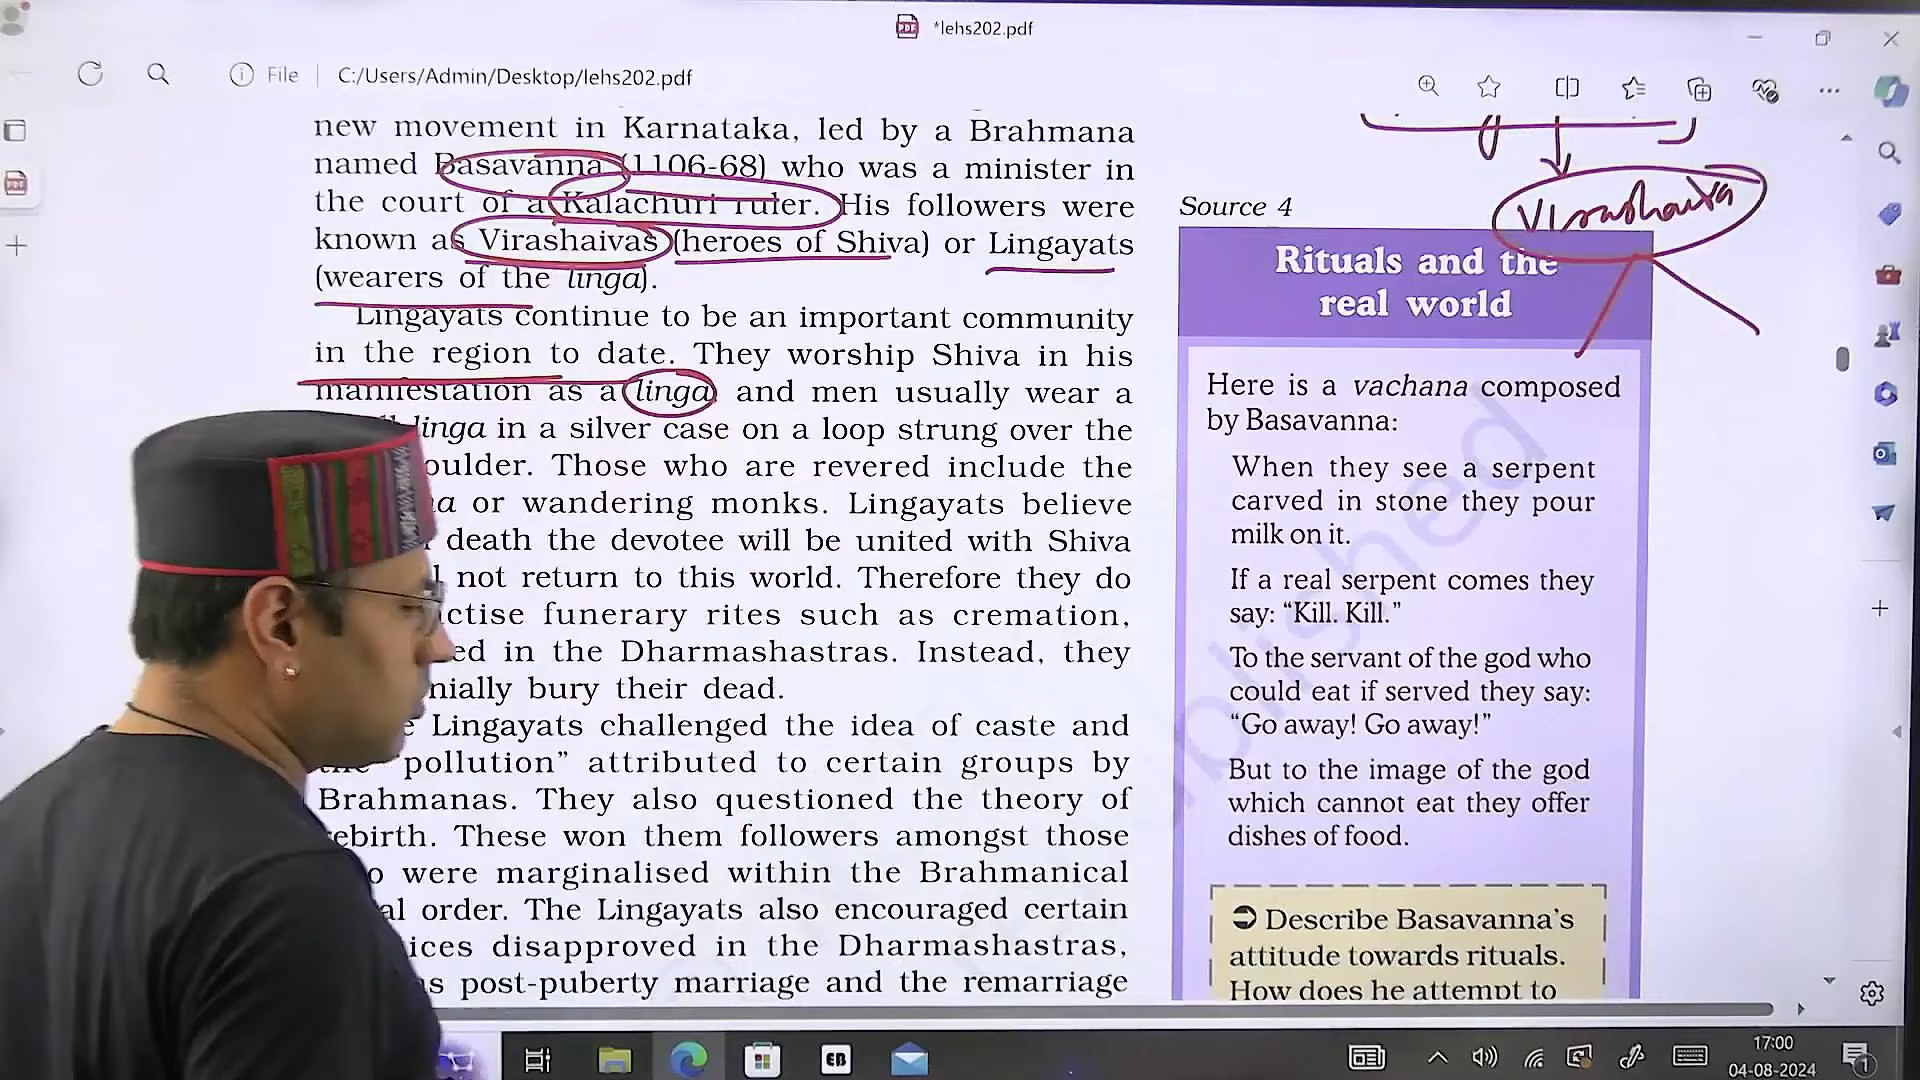 *lehs202.pdf
File
C:/Users/Admin/Desktop/lehs202.pdf
new movement in Karnataka, led by a Brahmana
named Basavanna (1106-68) who was a minister in
the court of a Kalachuri ruler. His followers were
known as Virashaivas (heroes of Shiva) or Lingayats
(wearers of the linga).
Lingayats continue to be an important community
in the region to date. They worship Shiva in his
manifestation as a linga, and men usually wear a
linga in a silver case on a loop strung over the
oulder. Those who are revered include the
a or wandering monks. Lingayats believe
death the devotee will be united with Shiva
not return to this world. Therefore they do
ctise funerary rites such as cremation,
ed in the Dharmashastras. Instead, they
nially bury their dead.
e Lingayats challenged the idea of caste and
the "pollution" attributed to certain groups by
Brahmanas. They also questioned the theory of
rebirth. These won them followers amongst those
o were marginalised within the Brahmanical
al order. The Lingayats also encouraged certain
ices disapproved in the Dharmashastras,
as post-puberty marriage and the remarriage
Virashaiva
Source 4
Rituals and the
real world
Here is a vachana composed
by Basavanna:
When they see a serpent
carved in stone they pour
milk on it.
If a real serpent comes they
say: “Kill. Kill.”
To the servant of the god who
could eat if served they say:
“Go away! Go away!”
But to the image of the god
which cannot eat they offer
dishes of food.
➲ Describe Basavanna’s
attitude towards rituals.
How does he attempt to
17:00
04-08-2024
1